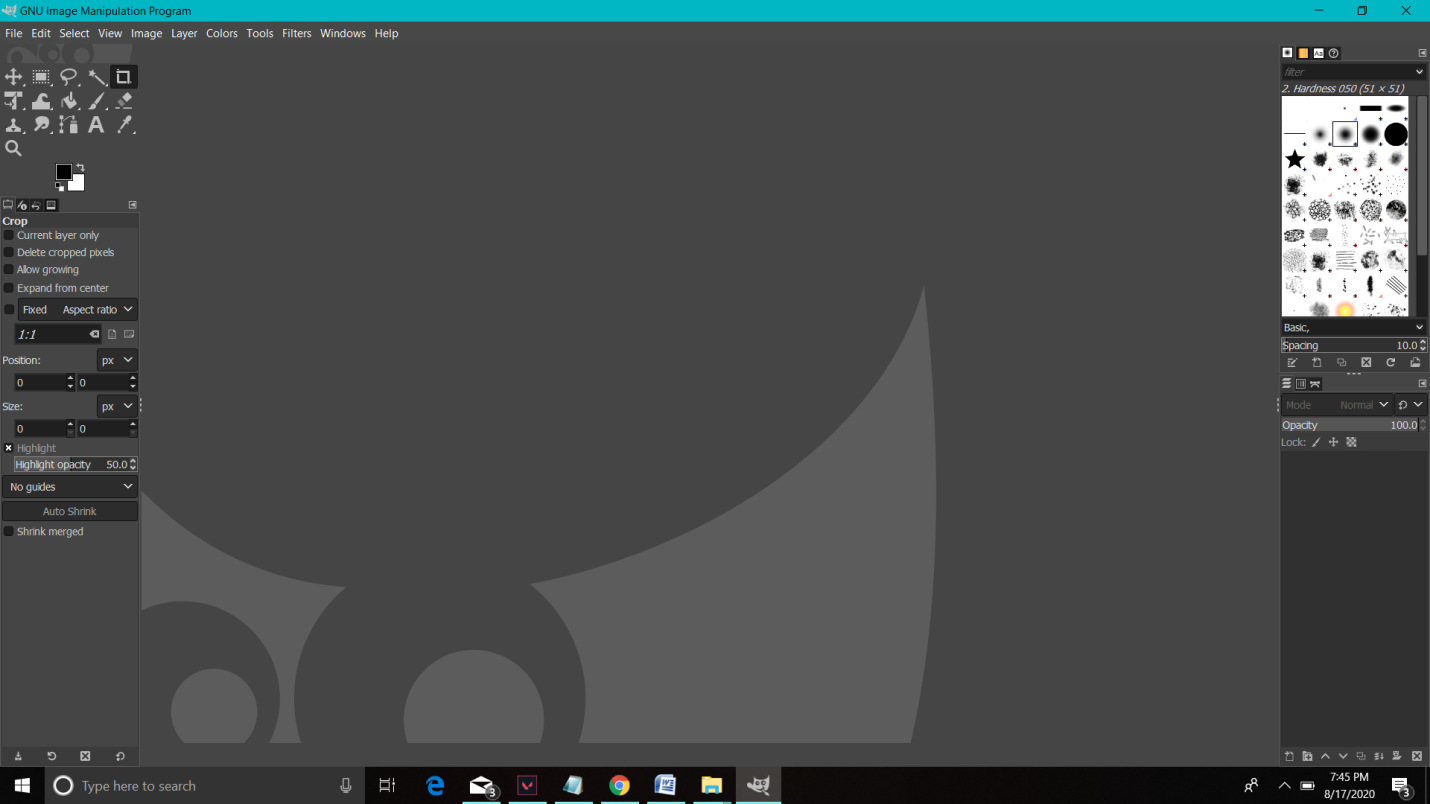 GNU Image Manipulation Program
File Edit Select View Image Layer Colors Tools Filters Windows Help
Crop
Current layer only
Delete cropped pixels
Allow growing
Expand from center
Fixed Aspect ratio
1:1
Position: px
0 0
Size: px
0 0
Highlight
Highlight opacity 50.0
No guides
Auto Shrink
Shrink merged
Aa
filter
2. Hardness 050 (51 × 51)
Basic,
Spacing 10.0
Mode Normal
Opacity 100.0
Lock:
Type here to search
3
W
7:45 PM
8/17/2020
3